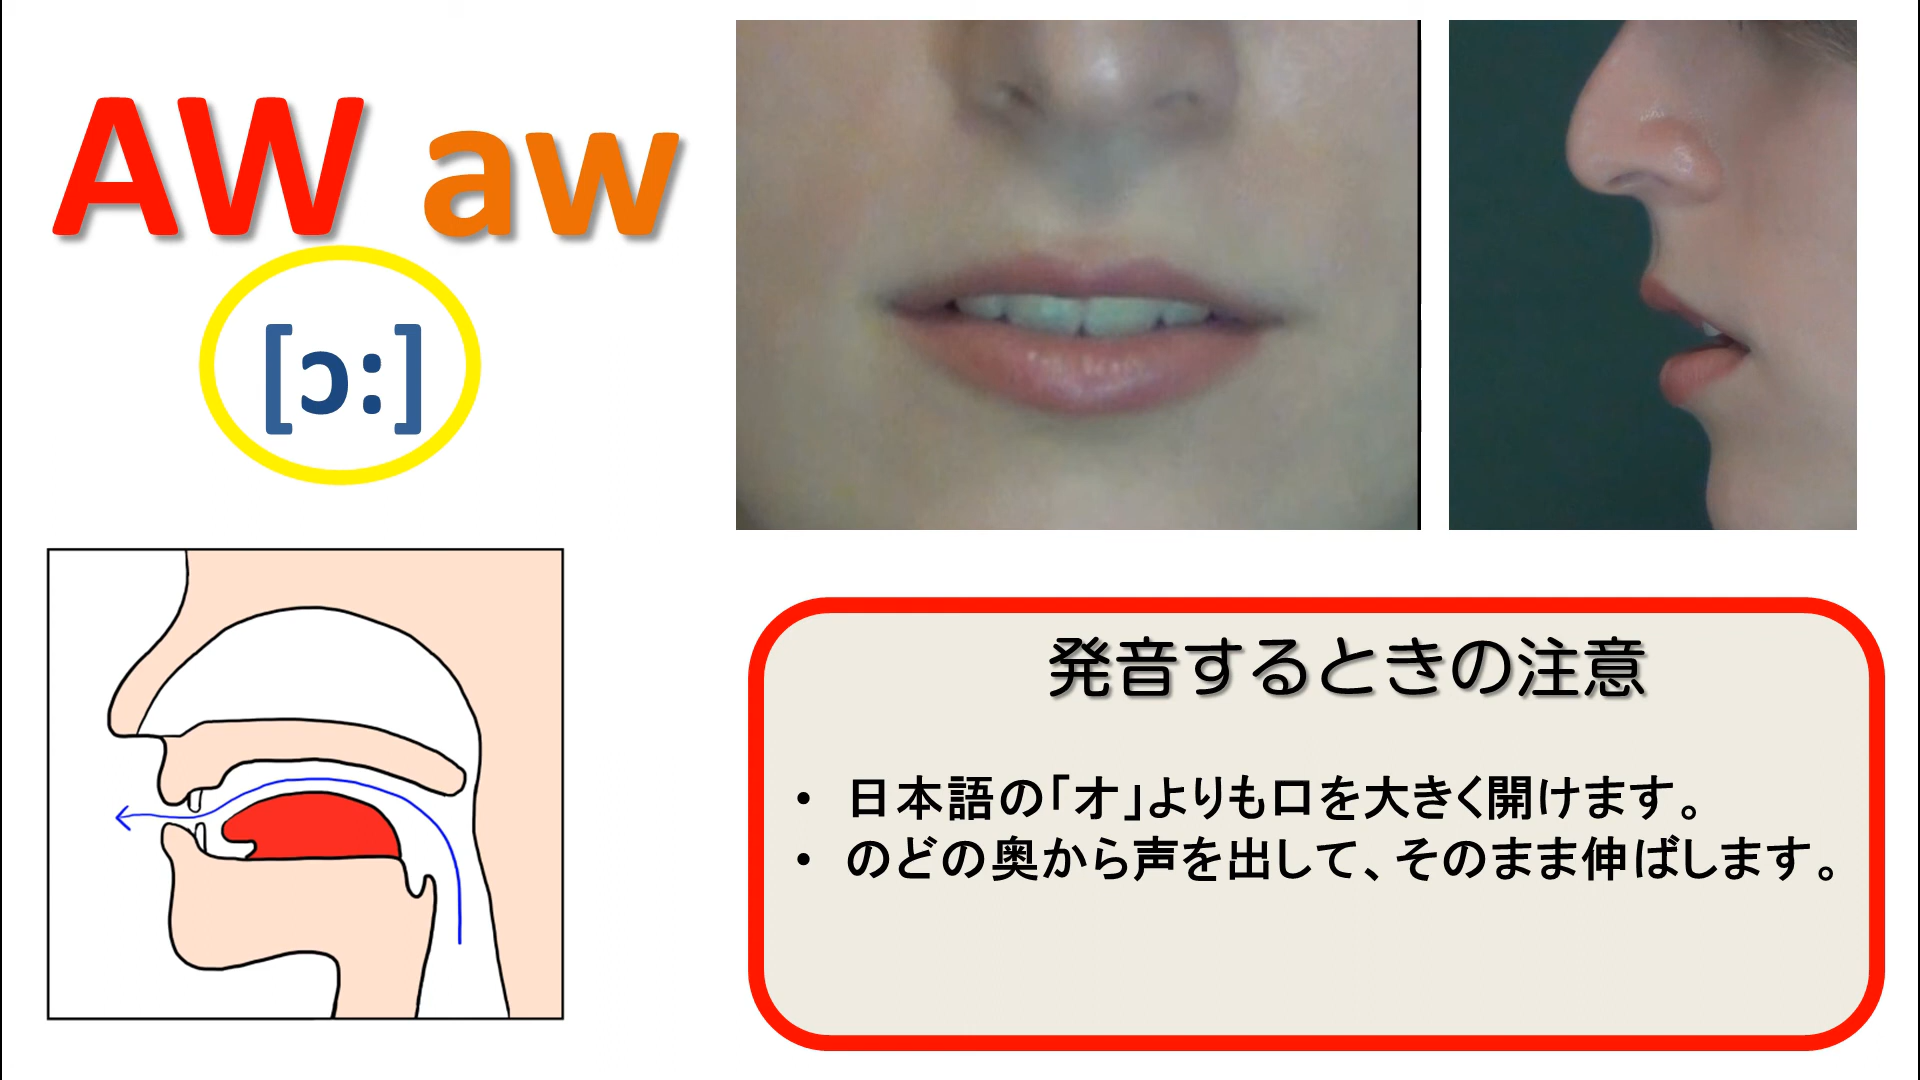 AW aw
[ɔ:]
発音するときの注意
• 日本語の「オ」よりも口を大きく開けます。
• のどの奥から声を出して、そのまま伸ばします。